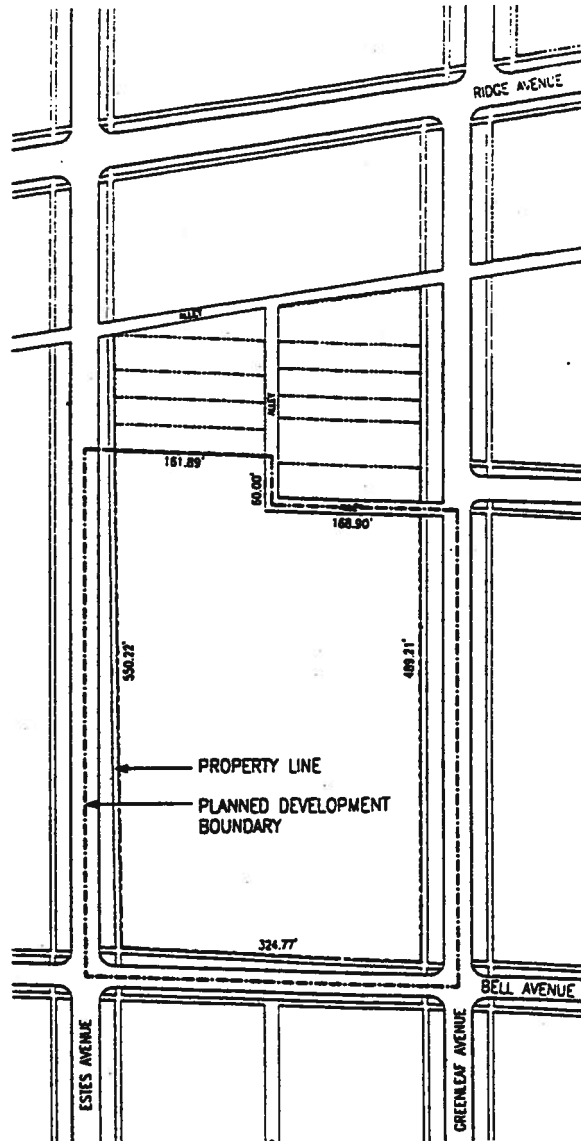 RIDGE AVENUE
ALLEY
ALLEY
161.89'
60.00'
168.90'
550.22'
489.21'
PROPERTY LINE
PLANNED DEVELOPMENT
BOUNDARY
324.77'
BELL AVENUE
ESTES AVENUE
GREENLEAF AVENUE